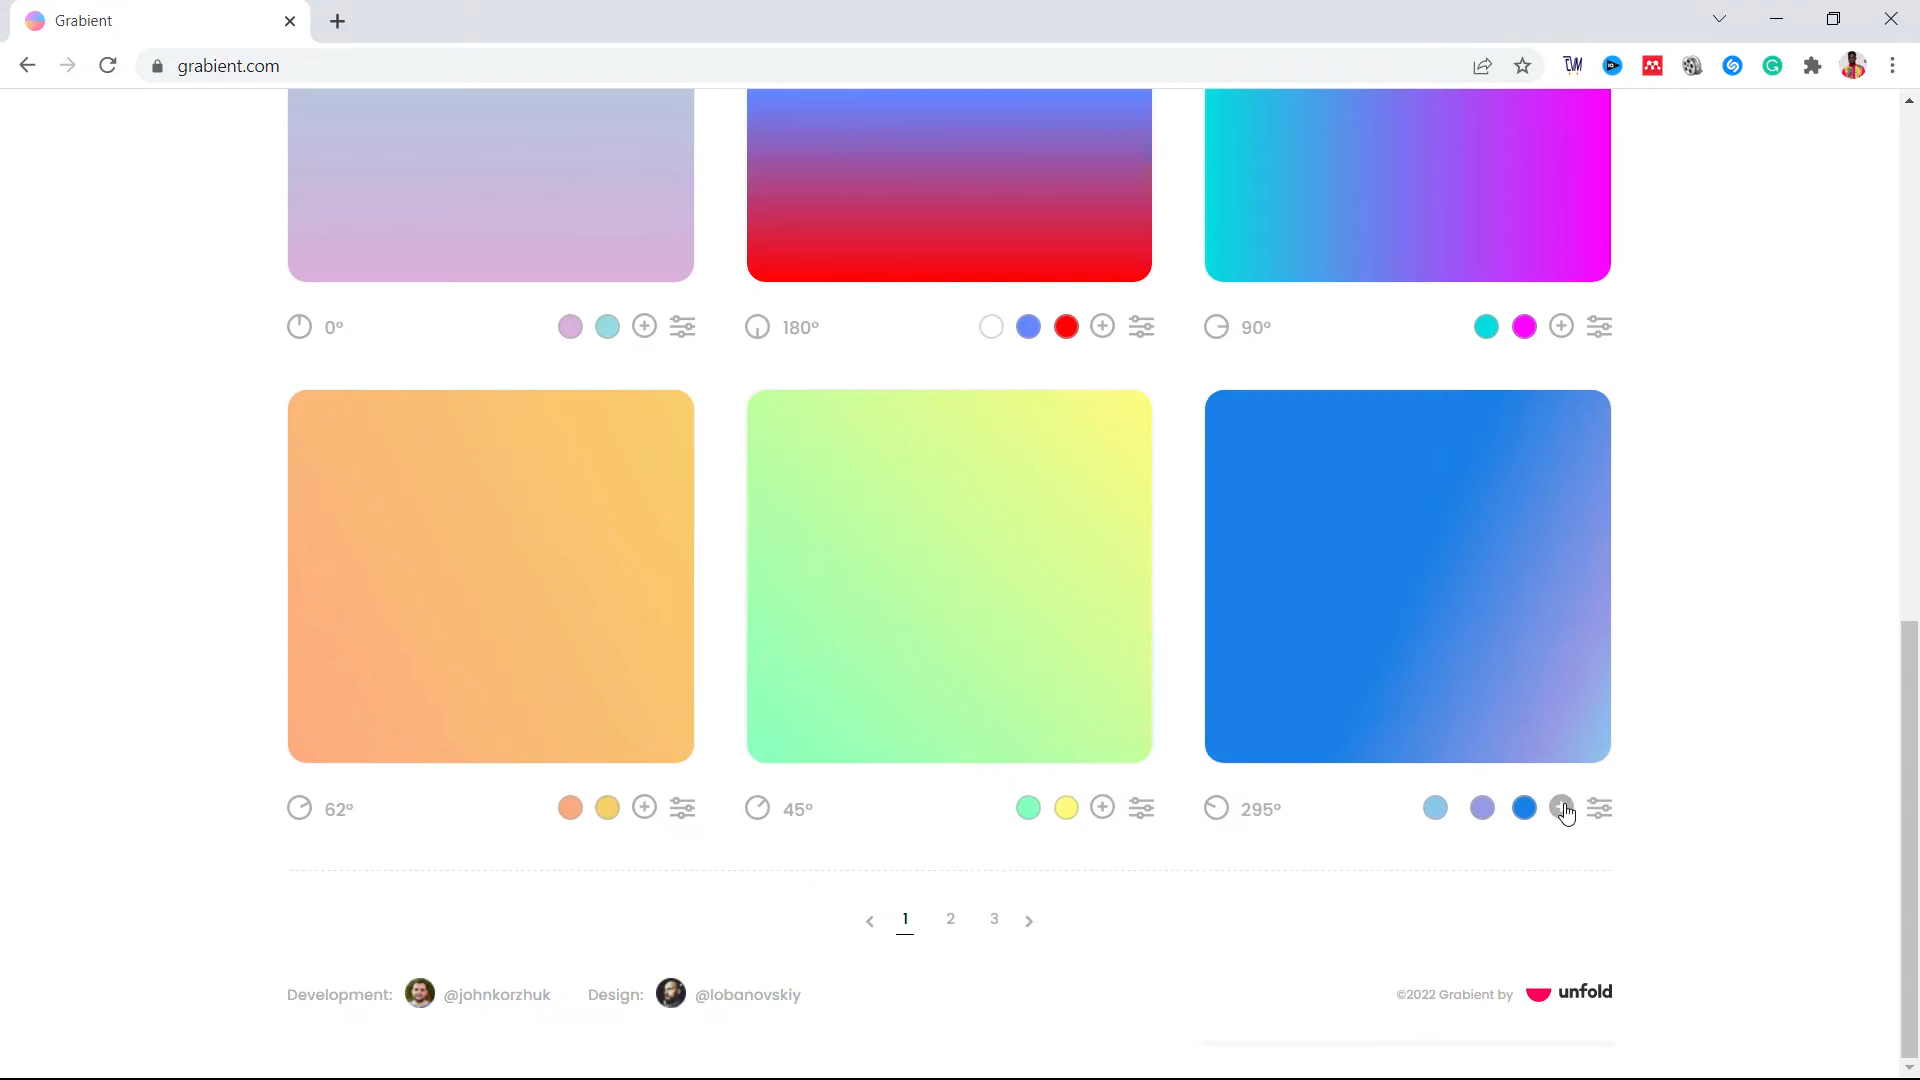 Grabient
grabient.com
0°
180°
90°
62°
45°
295°
1 2 3
Development: @johnkorzhuk Design: @lobanovskiy ©2022 Grabient by unfold